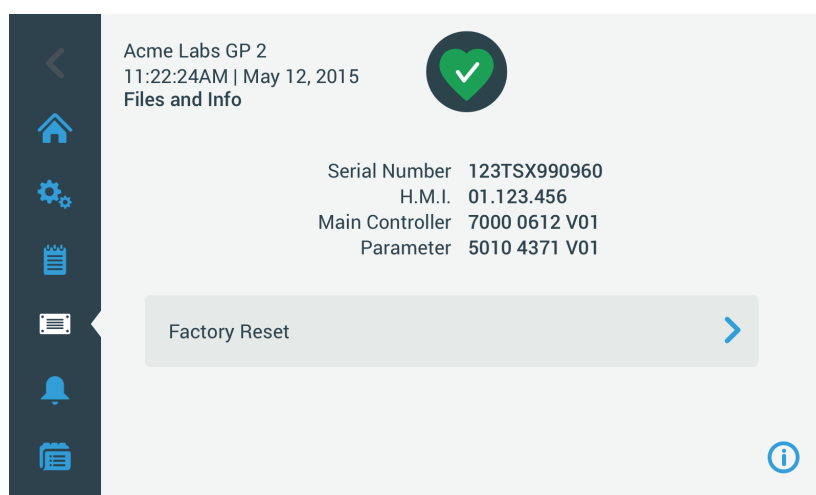 Acme Labs GP 2
11:22:24AM | May 12, 2015
Files and Info
Serial Number 123TSX990960
H.M.I. 01.123.456
Main Controller 7000 0612 V01
Parameter 5010 4371 V01
Factory Reset